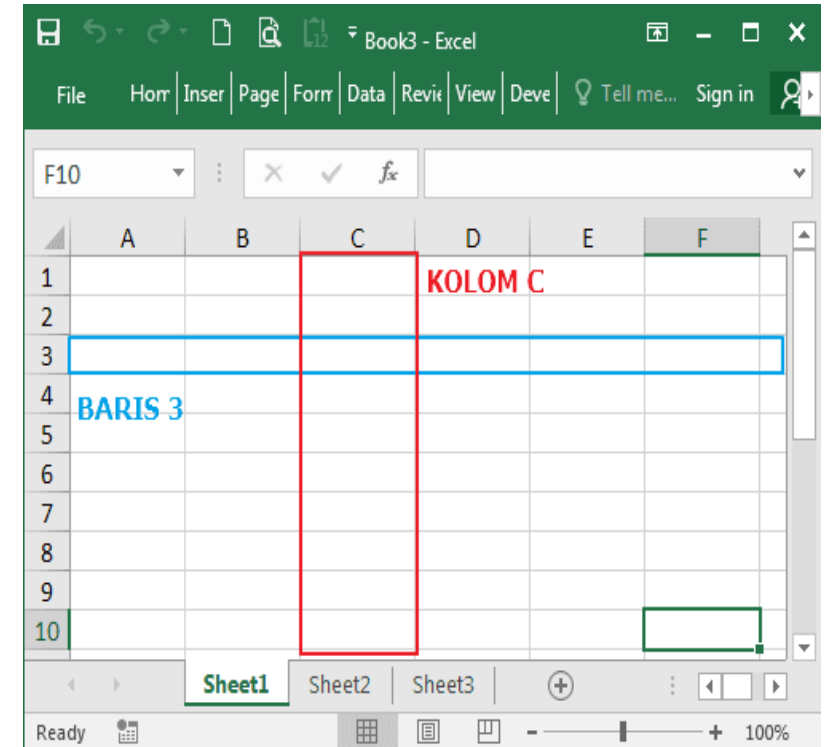 Book3 - Excel
File Hom Inser Page Form Data Revie View Deve Tell me... Sign in
F10 fx
A B C D E F
1 KOLOM C
2
3
4 BARIS 3
5
6
7
8
9
10
Sheet1 Sheet2 Sheet3
Ready 100%